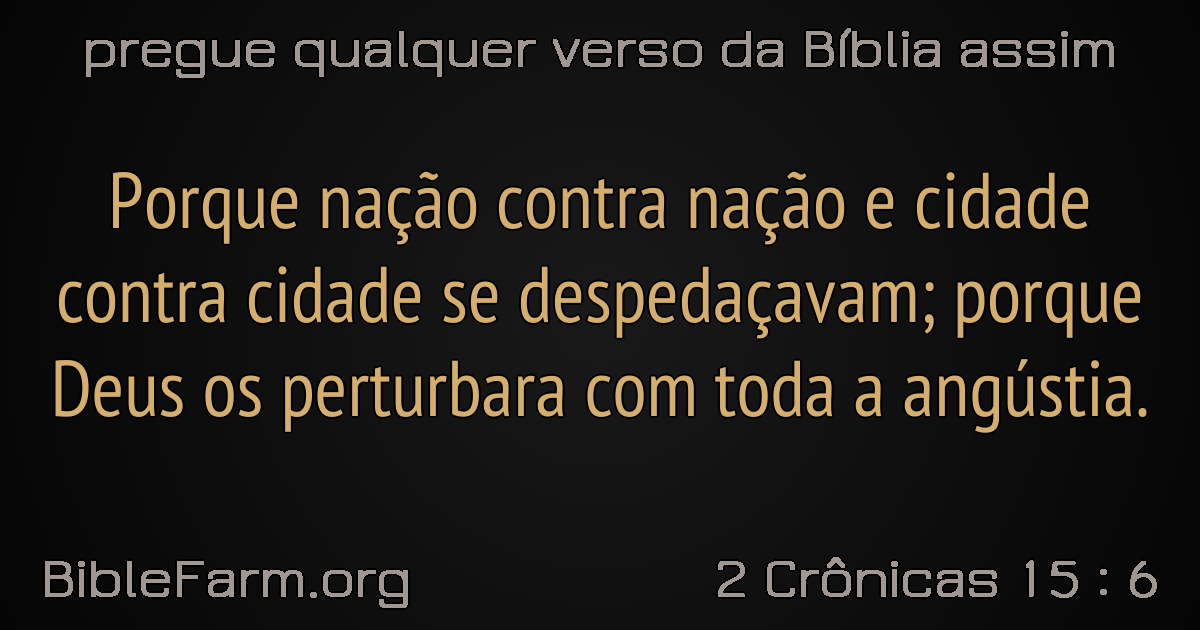 pregue qualquer verso da Bíblia assim
Porque nação contra nação e cidade
contra cidade se despedaçavam; porque
Deus os perturbara com toda a angústia.
BibleFarm.org
2 Crônicas 15 : 6